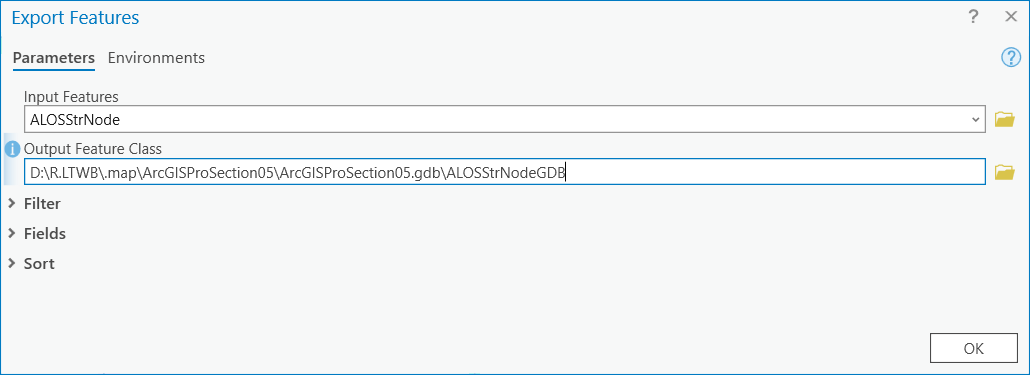 Export Features ? ×
Parameters Environments ?
Input Features
ALOSStrNode
i Output Feature Class
D:\R.LTWB\.map\ArcGISProSection05\ArcGISProSection05.gdb\ALOSStrNodeGDB
Filter
Fields
Sort
OK